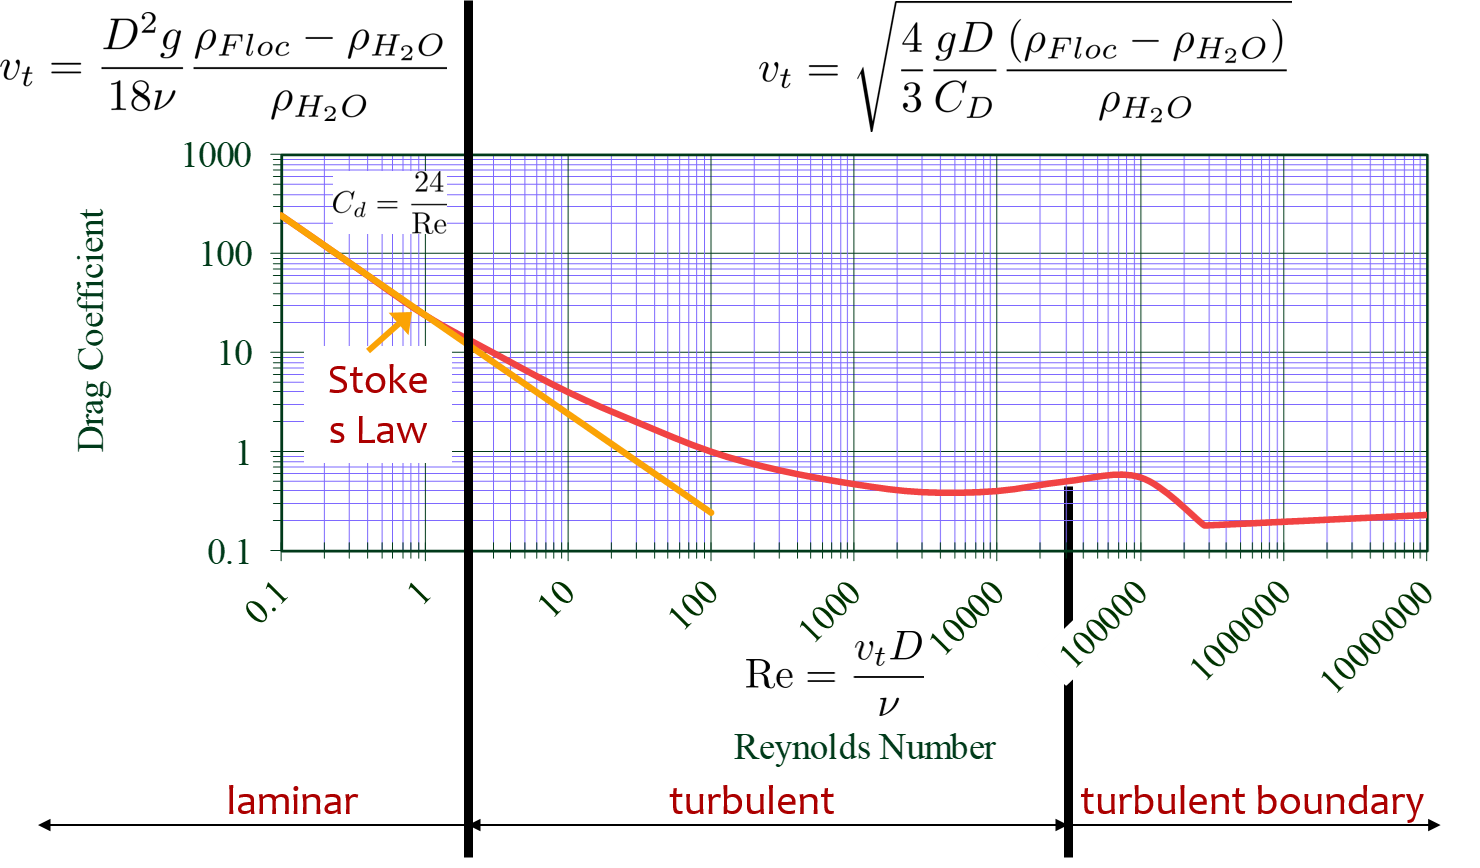 v_t = \frac{D^2 g}{18\nu} \frac{\rho_{Floc} - \rho_{H_2O}}{\rho_{H_2O}}
v_t = \sqrt{\frac{4}{3} \frac{gD}{C_D} \frac{(\rho_{Floc} - \rho_{H_2O})}{\rho_{H_2O}}}
1000
100
10
1
0.1
Drag Coefficient
C_d = \frac{24}{Re}
Stoke
s Law
0.1
1
10
100
1000
10000
100000
1000000
10000000
Re = \frac{v_t D}{\nu}
Reynolds Number
laminar
turbulent
turbulent boundary